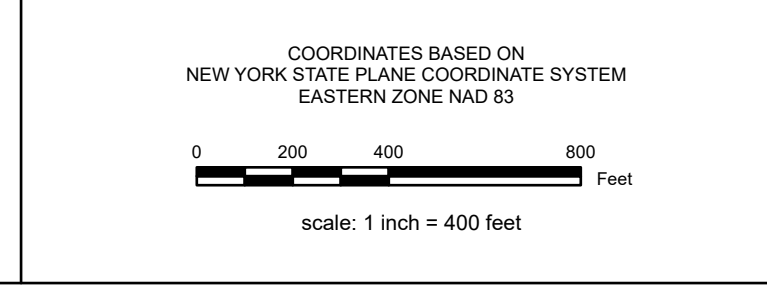 COORDINATES BASED ON
NEW YORK STATE PLANE COORDINATE SYSTEM
EASTERN ZONE NAD 83
0 200 400 800
Feet
scale: 1 inch = 400 feet